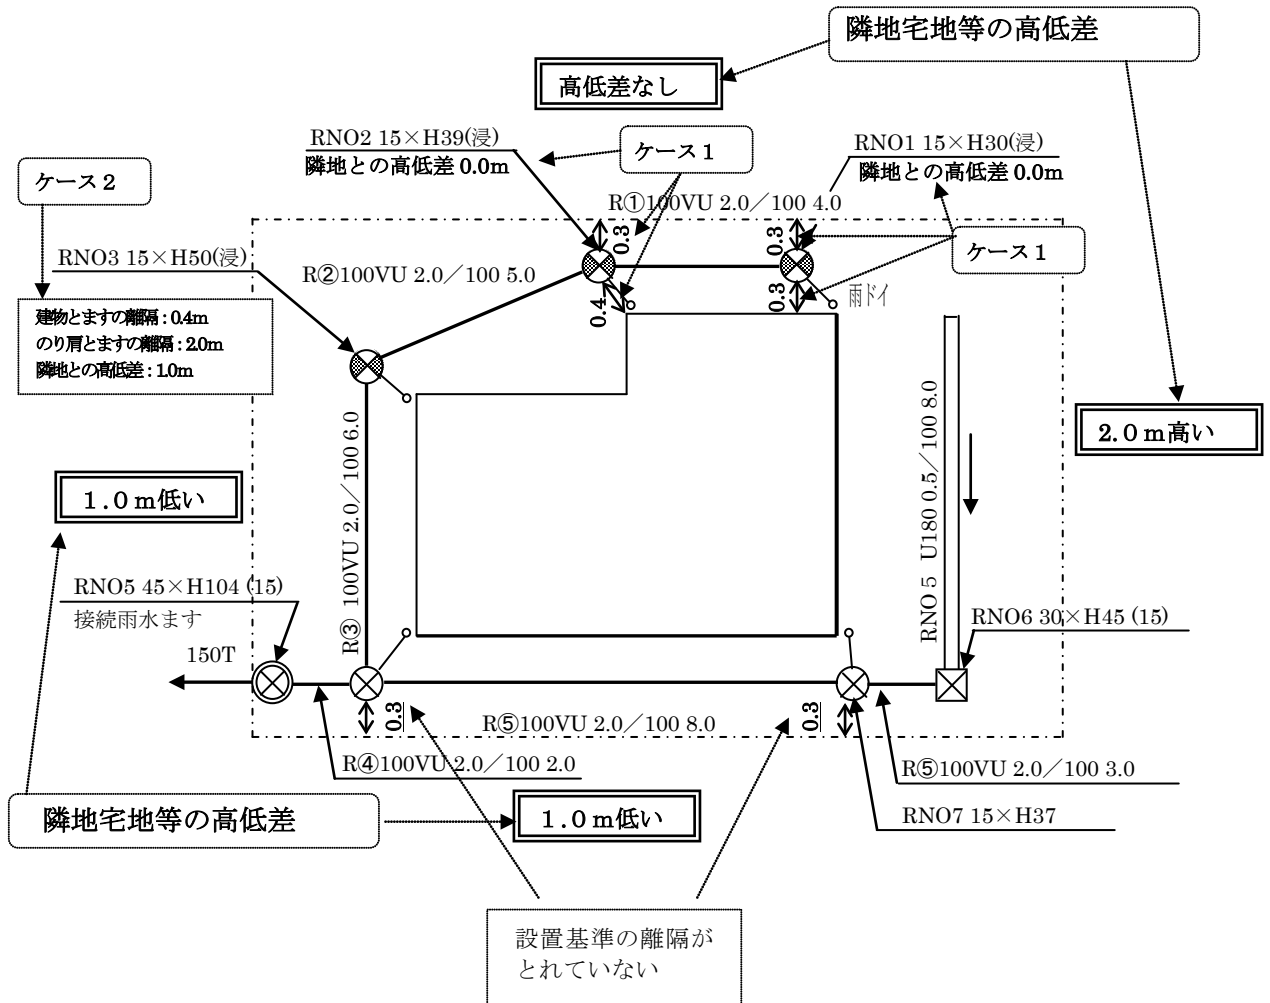 隣地宅地等の高低差
高低差なし
RNO2 15×H39(浸)
隣地との高低差 0.0m
ケース１
RNO1 15×H30(浸)
隣地との高低差 0.0m
ケース２
R①100VU 2.0／100 4.0
0.3
0.3
ケース１
RNO3 15×H50(浸)
R②100VU 2.0／100 5.0
0.4
0.3
雨ドイ
建物とますの離隔：0.4m
のり肩とますの離隔：2.0m
隣地との高低差：1.0m
R③ 100VU 2.0／100 6.0
RNO５ U180 0.5／100 8.0
２.０ｍ高い
１.０ｍ低い
RNO5 45×H104 (15)
接続雨水ます
RNO6 30×H45 (15)
150T
0.3
R⑤100VU 2.0／100 8.0
0.3
R④100VU 2.0／100 2.0
R⑤100VU 2.0／100 3.0
隣地宅地等の高低差
１.０ｍ低い
RNO7 15×H37
設置基準の離隔が
とれていない